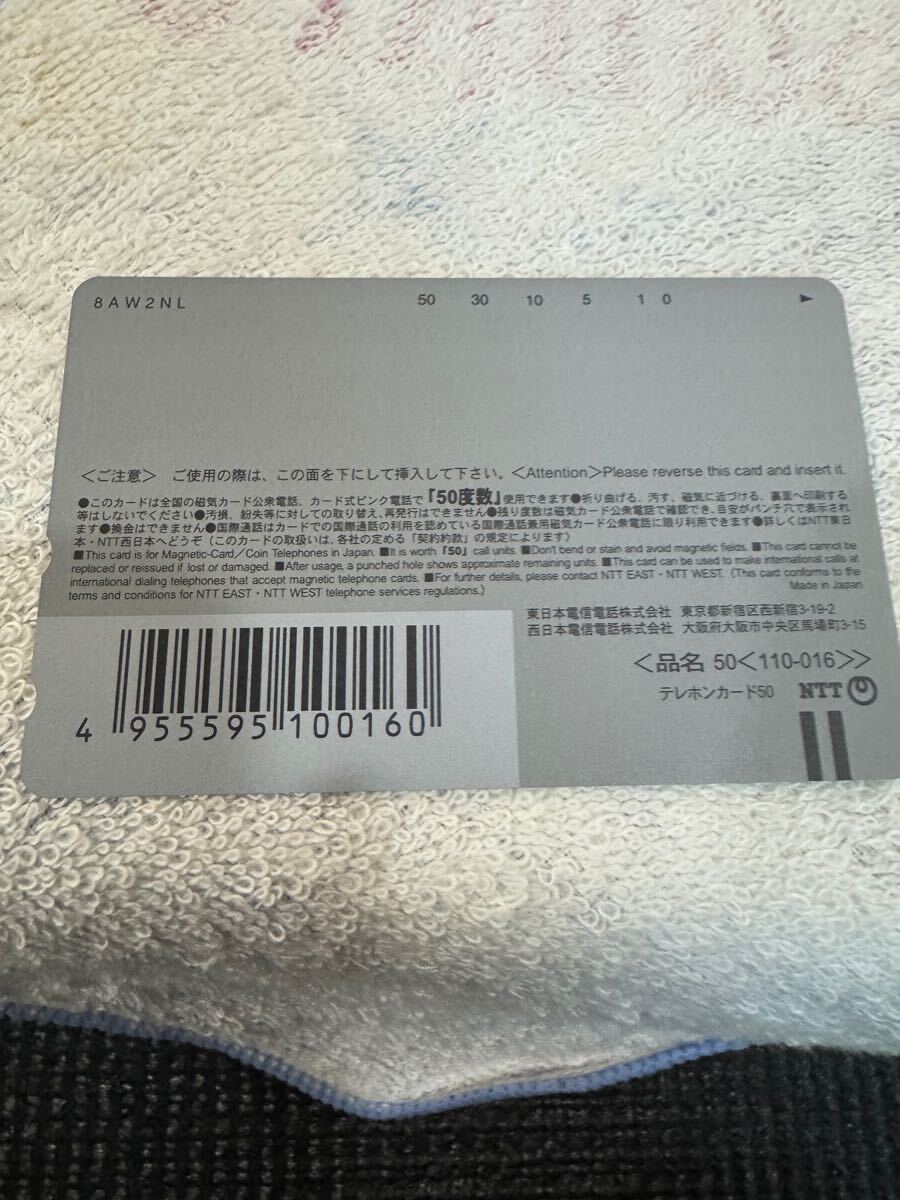 8AW2NL 50 30 10 5 1 0 ▶
＜ご注意＞ ご使用の際は、この面を下にして挿入して下さい。＜Attention＞Please reverse this card and insert it.
●このカードは全国の磁気カード公衆電話、カード式ピンク電話で「50度数」使用できます●折り曲げる、汚す、磁気に近づける、裏面へ印刷する
等はしないでください●汚損、紛失等に対しての取り替え、再発行はできません●残り度数は磁気カード公衆電話で確認でき、目安がパンチ穴で表示され
ます●換金はできません●国際通話はカードでの国際通話の利用を認めている国際通話兼用磁気カード公衆電話に限り利用できます●詳しくはNTT東日
本・NTT西日本へどうぞ（このカードの取扱いは、各社の定める「契約約款」の規定によります）
■This card is for Magnetic-Card／Coin Telephones in Japan. ■It is worth「50」call units. ■Don't bend or stain and avoid magnetic fields. ■This card cannot be
replaced or reissued if lost or damaged. ■After usage, a punched hole shows approximate remaining units. ■This card can be used to make international calls at
international dialing telephones that accept magnetic telephone cards. ■For further details, please contact NTT EAST・NTT WEST.（This card conforms to the
terms and conditions for NTT EAST・NTT WEST telephone services regulations.）
Made in Japan
東日本電信電話株式会社 東京都新宿区西新宿3-19-2
西日本電信電話株式会社 大阪府大阪市中央区馬場町3-15
＜品名 50＜110-016＞＞
テレホンカード50 NTT
4 955595 100160